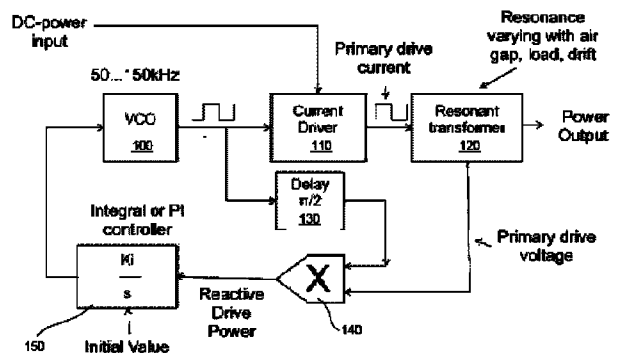 DC-power
input
Resonance
varying with air
gap, load, drift
Primary drive
current
50...*50kHz
VCO
100
Current
Driver
110
Resonant
transformer
120
Power
Output
Delay
π/2
130
Integral or PI
controller
Primary drive
voltage
Ki
s
X
Reactive
Drive
Power
140
150
Initial Value